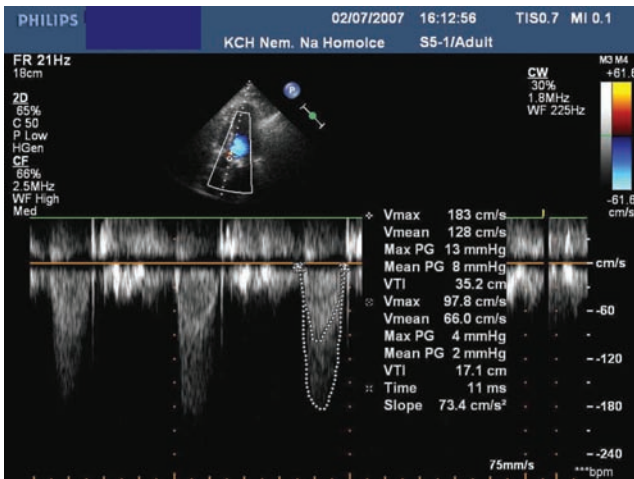 PHILIPS 02/07/2007 16:12:56 TIS0.7 MI 0.1
KCH Nem. Na Homolce S5-1/Adult
FR 21Hz
18cm
2D
65%
C 50
P Low
HGen
CF
66%
2.5MHz
WF High
Med
P
CW
30%
1.8MHz
WF 225Hz
M3 M4
+61.6
-61.6
cm/s
Vmax 183 cm/s
Vmean 128 cm/s
Max PG 13 mmHg
Mean PG 8 mmHg
VTI 35.2 cm
Vmax 97.8 cm/s
Vmean 66.0 cm/s
Max PG 4 mmHg
Mean PG 2 mmHg
VTI 17.1 cm
Time 11 ms
Slope 73.4 cm/s²
cm/s
-60
-120
-180
-240
75mm/s
***bpm